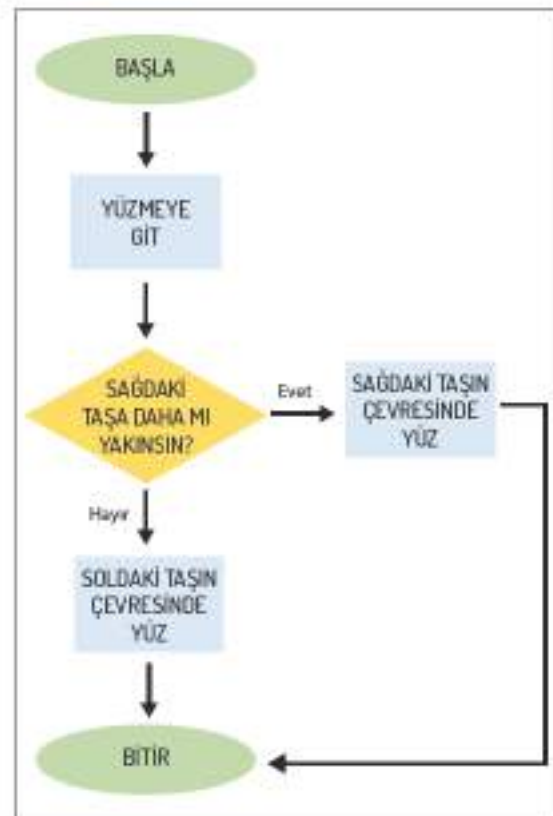 BAŞLA
YÜZMEYE
GİT
SAĞDAKİ
TAŞA DAHA MI
YAKINSIN?
Evet
SAĞDAKİ TAŞIN
ÇEVRESİNDE
YÜZ
Hayır
SOLDAKİ TAŞIN
ÇEVRESİNDE
YÜZ
BİTİR